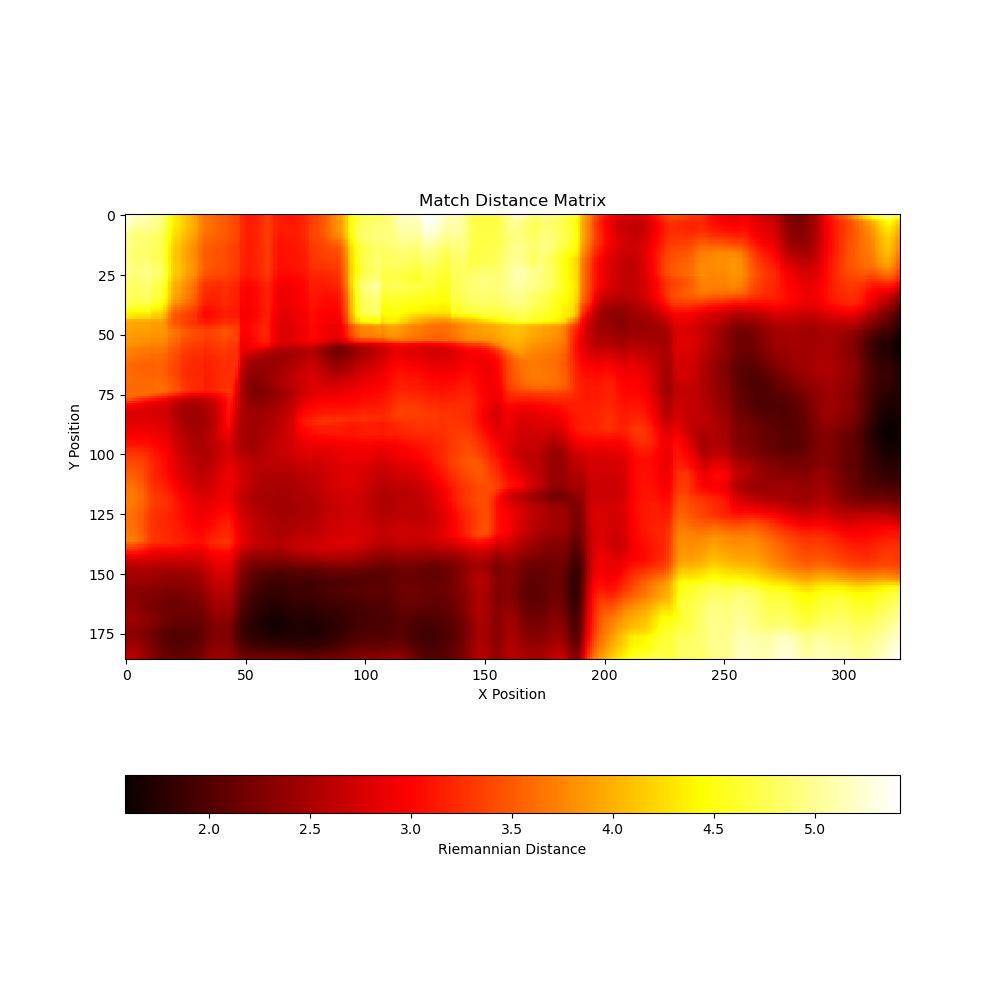 Match Distance Matrix
0
25
50
75
100
125
150
175
Y Position
0 50 100 150 200 250 300
X Position
2.0 2.5 3.0 3.5 4.0 4.5 5.0
Riemannian Distance